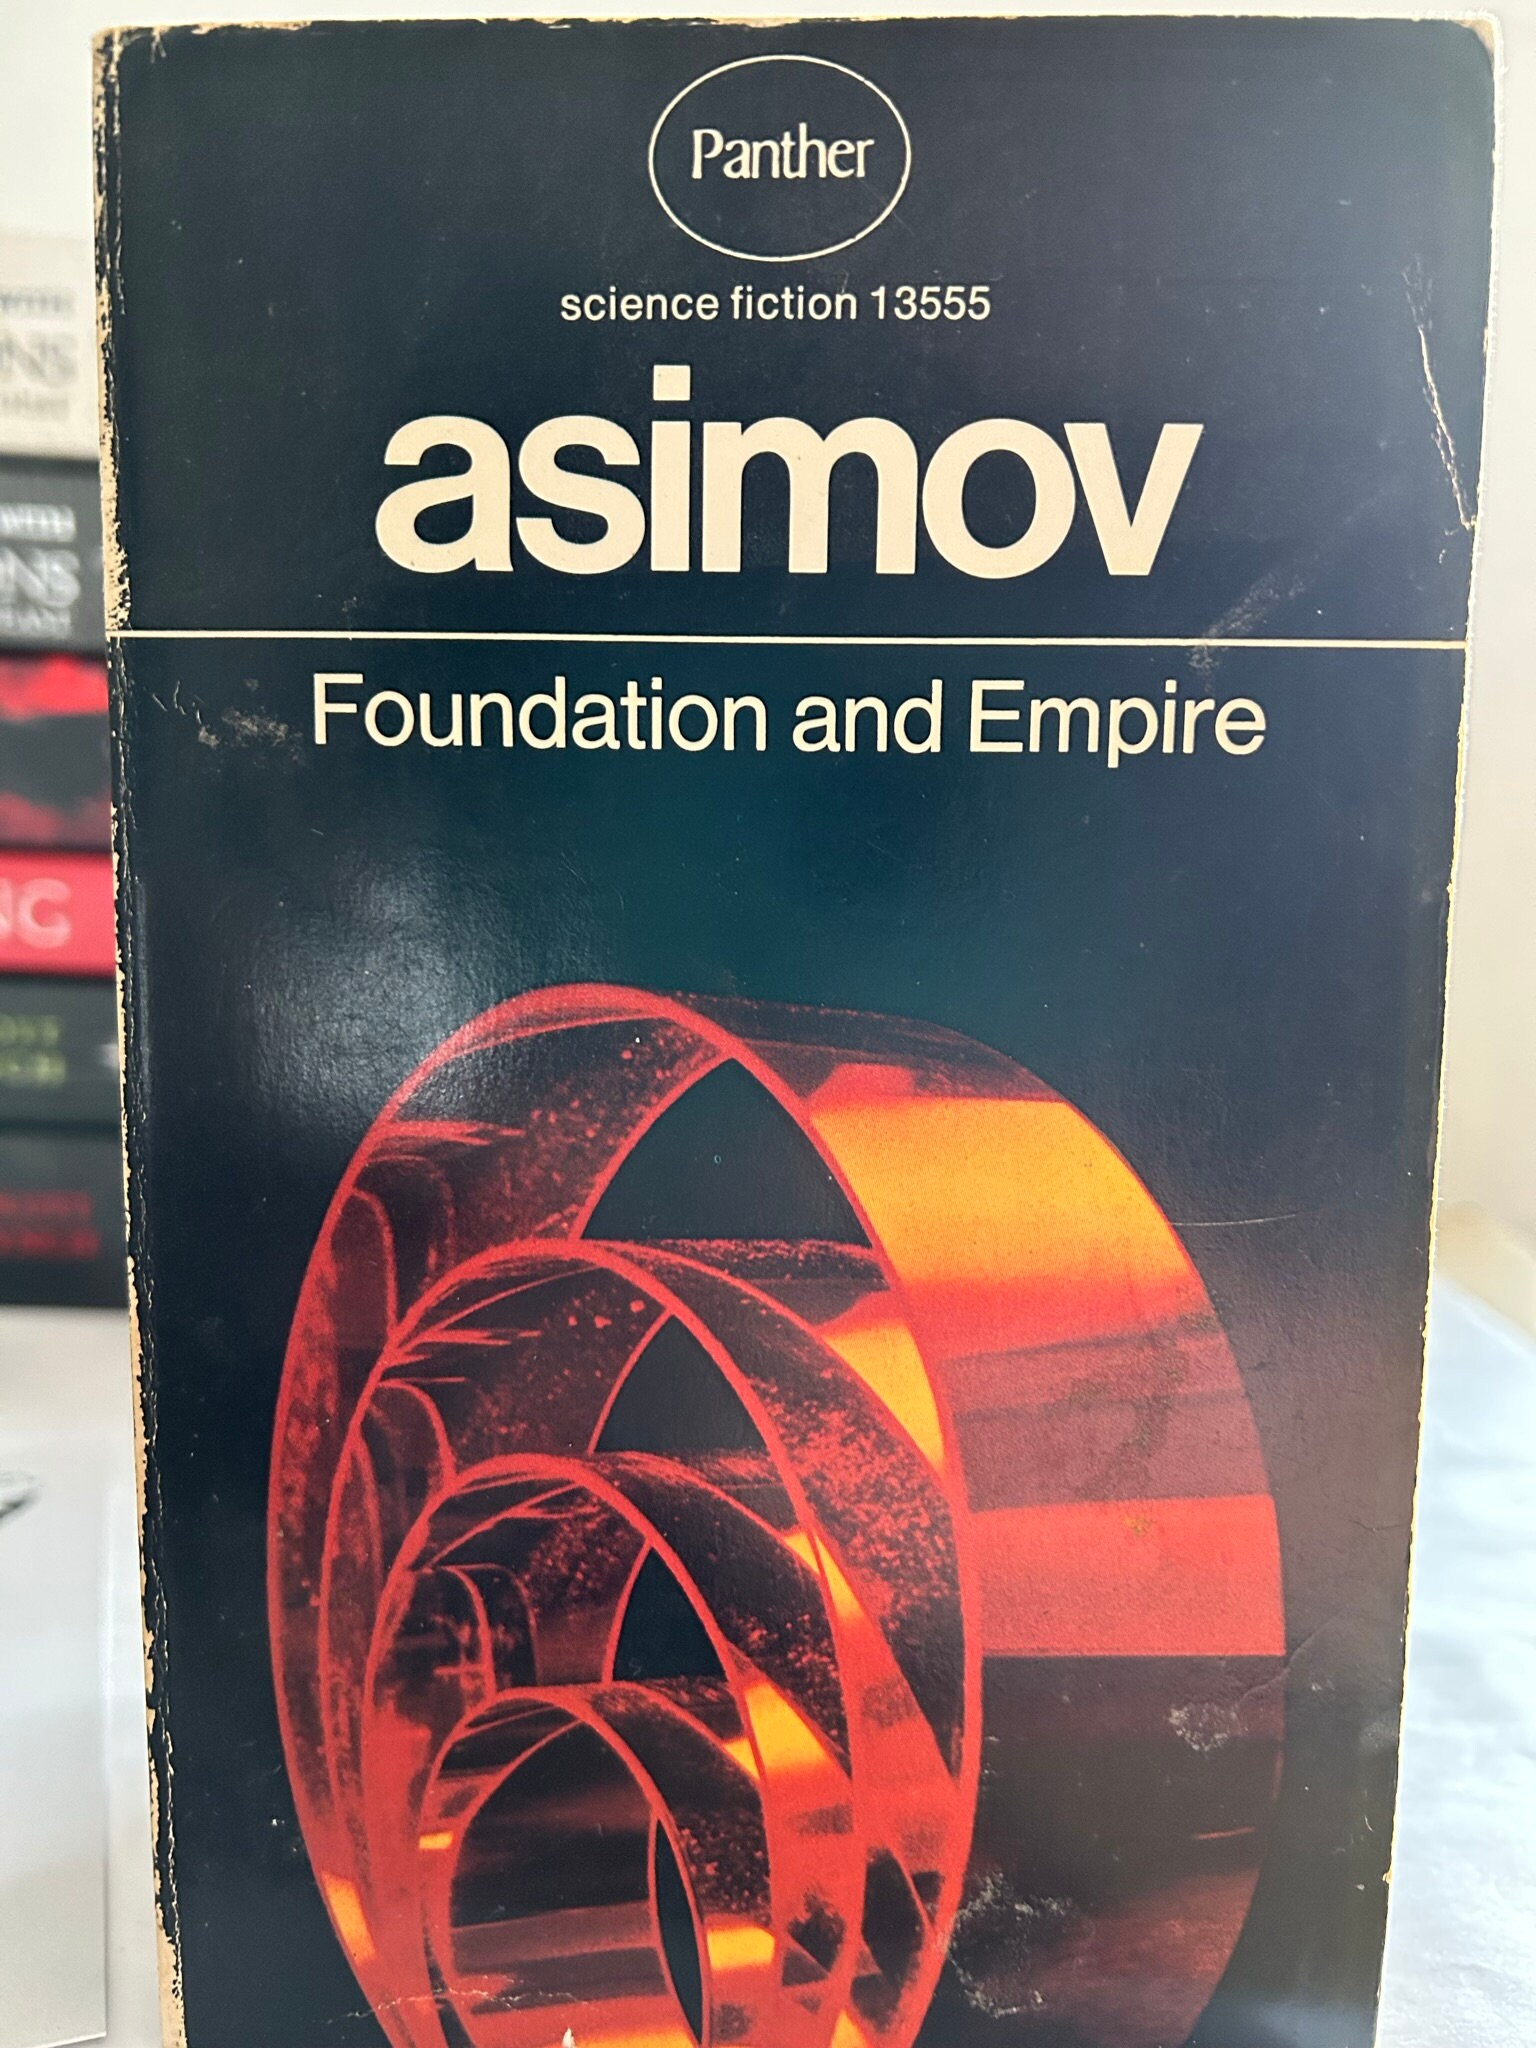 Panther
science fiction 13555
asimov
Foundation and Empire